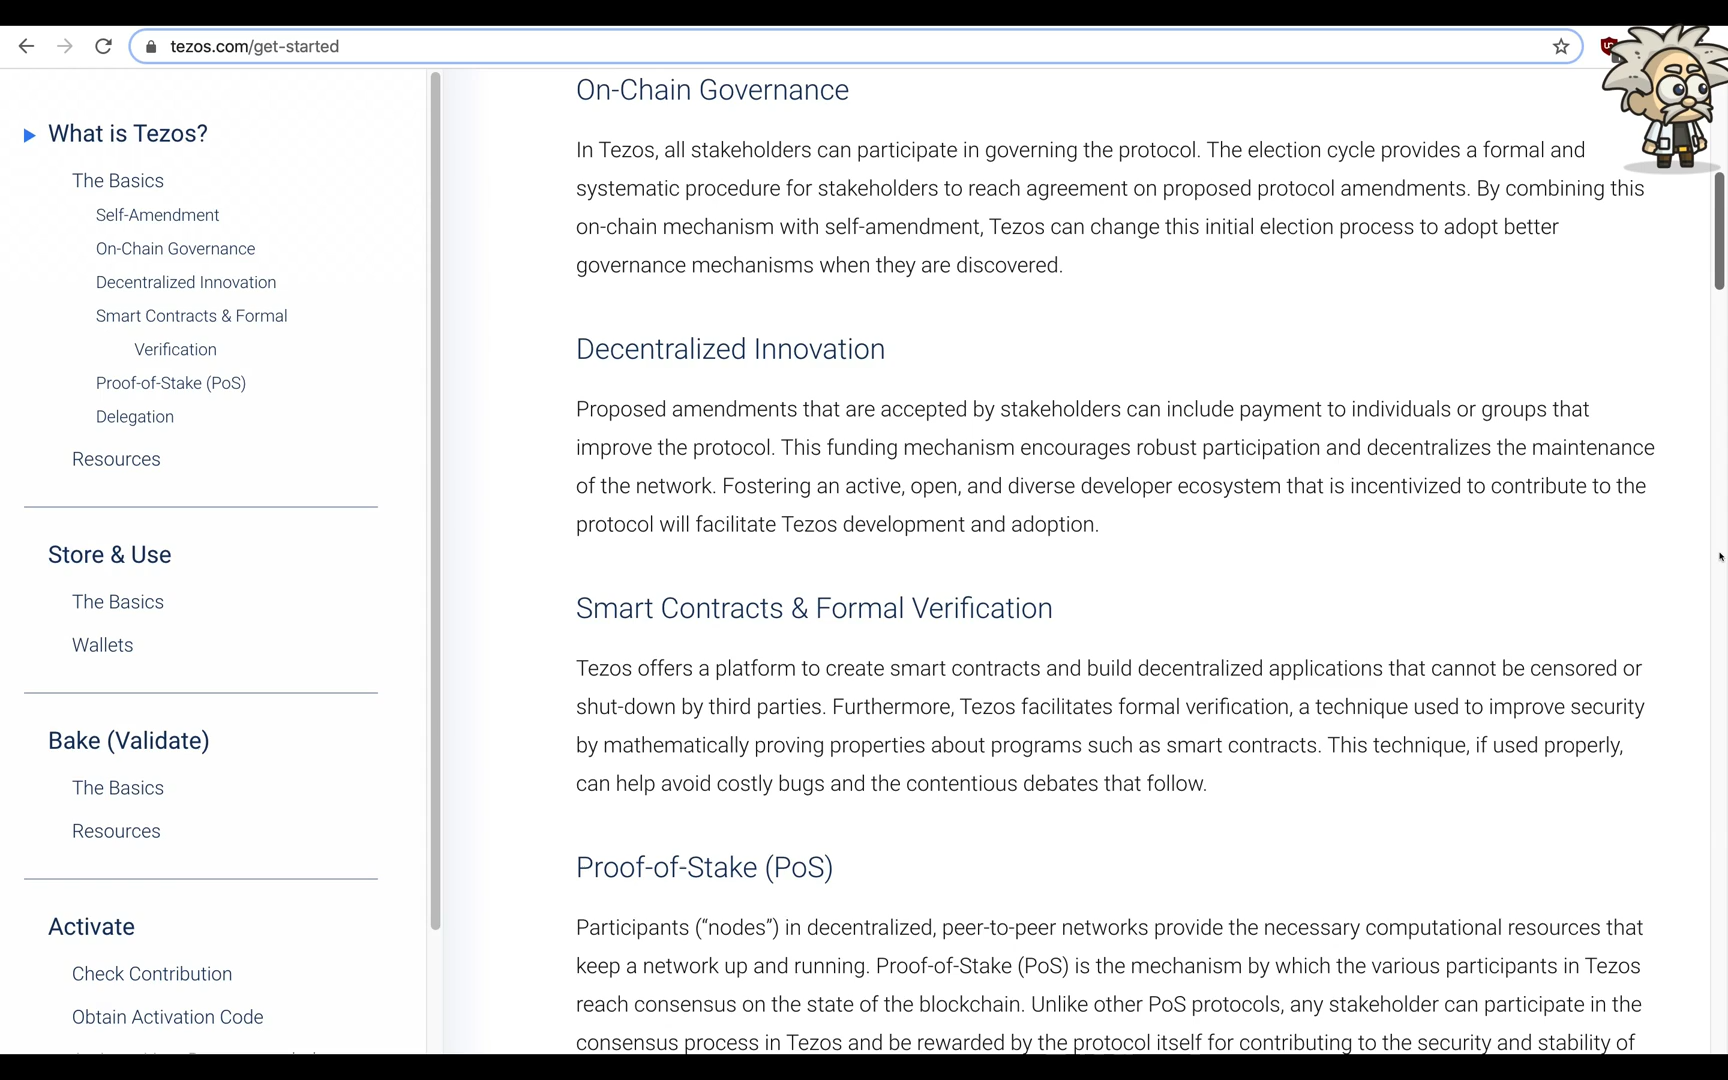 tezos.com/get-started
What is Tezos?
The Basics
Self-Amendment
On-Chain Governance
Decentralized Innovation
Smart Contracts & Formal
Verification
Proof-of-Stake (PoS)
Delegation
Resources
Store & Use
The Basics
Wallets
Bake (Validate)
The Basics
Resources
Activate
Check Contribution
Obtain Activation Code
On-Chain Governance
In Tezos, all stakeholders can participate in governing the protocol. The election cycle provides a formal and
systematic procedure for stakeholders to reach agreement on proposed protocol amendments. By combining this
on-chain mechanism with self-amendment, Tezos can change this initial election process to adopt better
governance mechanisms when they are discovered.
Decentralized Innovation
Proposed amendments that are accepted by stakeholders can include payment to individuals or groups that
improve the protocol. This funding mechanism encourages robust participation and decentralizes the maintenance
of the network. Fostering an active, open, and diverse developer ecosystem that is incentivized to contribute to the
protocol will facilitate Tezos development and adoption.
Smart Contracts & Formal Verification
Tezos offers a platform to create smart contracts and build decentralized applications that cannot be censored or
shut-down by third parties. Furthermore, Tezos facilitates formal verification, a technique used to improve security
by mathematically proving properties about programs such as smart contracts. This technique, if used properly,
can help avoid costly bugs and the contentious debates that follow.
Proof-of-Stake (PoS)
Participants (“nodes”) in decentralized, peer-to-peer networks provide the necessary computational resources that
keep a network up and running. Proof-of-Stake (PoS) is the mechanism by which the various participants in Tezos
reach consensus on the state of the blockchain. Unlike other PoS protocols, any stakeholder can participate in the
consensus process in Tezos and be rewarded by the protocol itself for contributing to the security and stability of